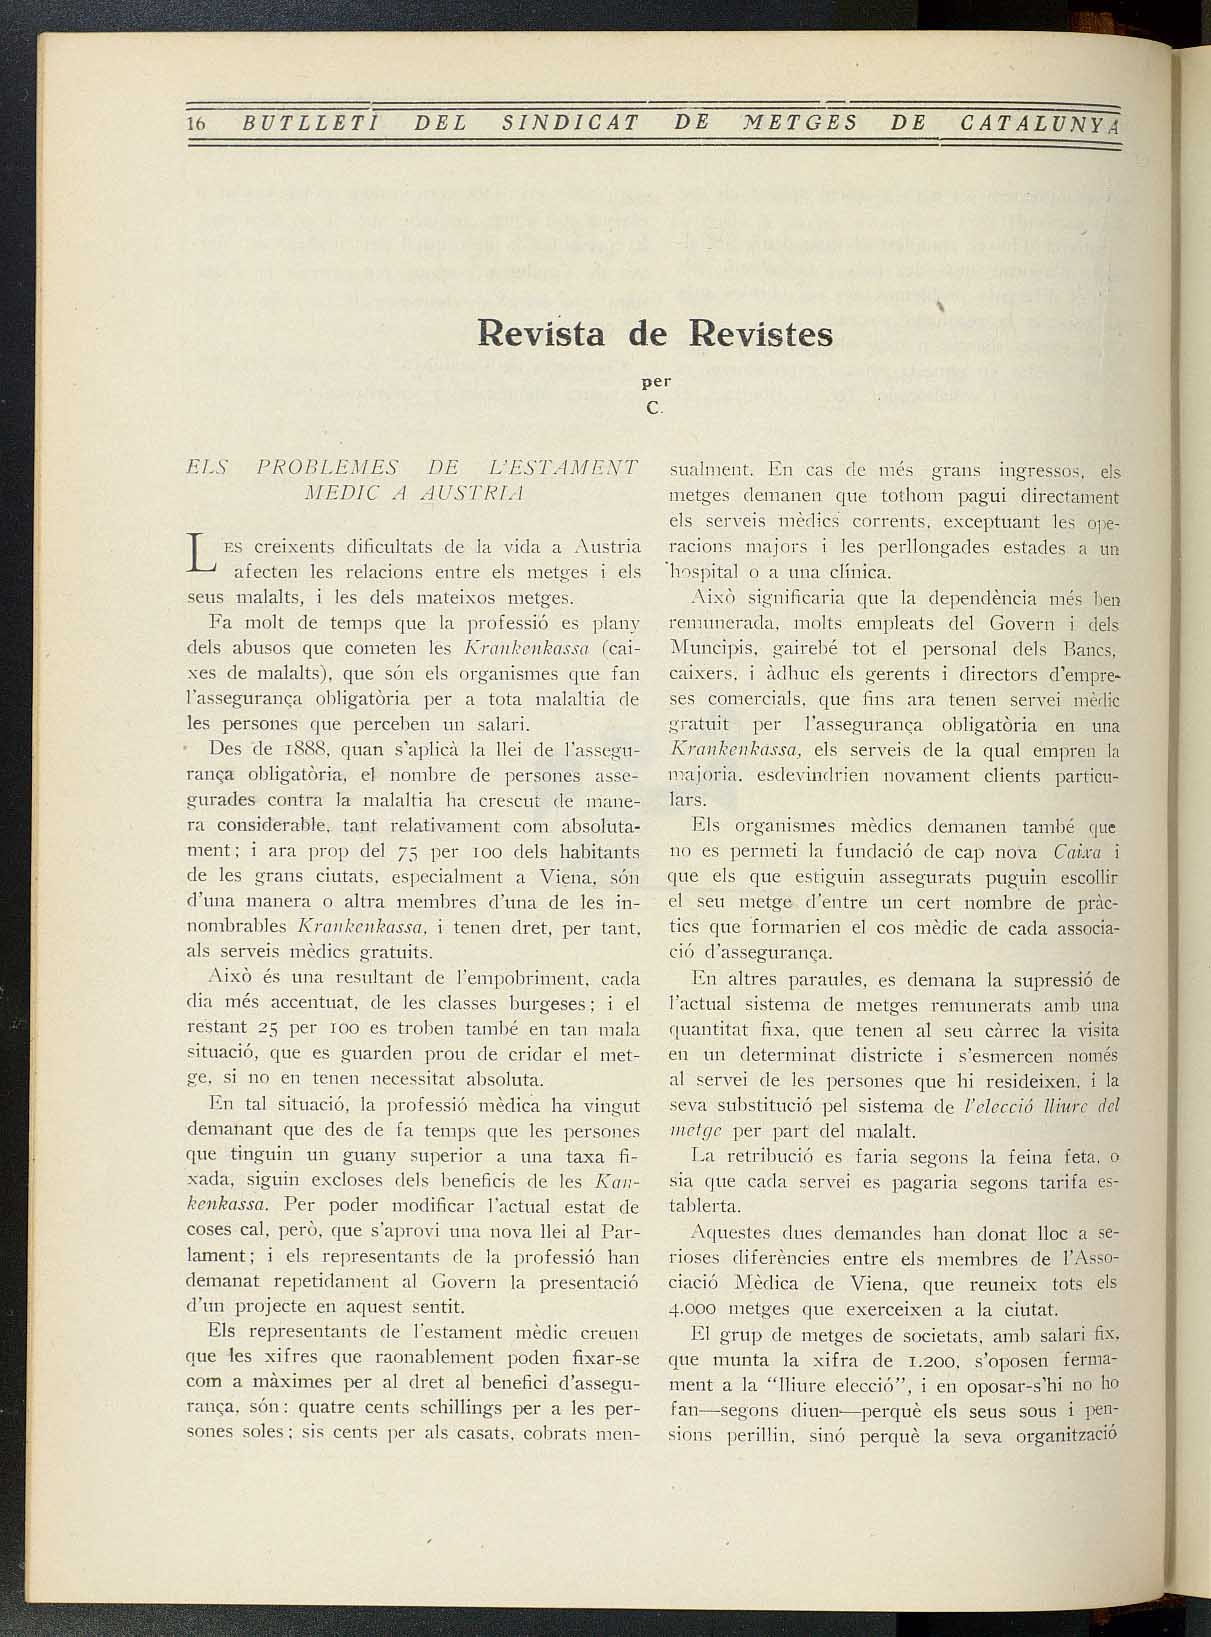 16 BUTLLETI DEL SINDICAT DE METGES DE CATALUNYA
Revista de Revistes
per
C.
ELS PROBLEMES DE L'ESTAMENT
MEDIC A AUSTRIA
LES creixents dificultats de la vida a Austria
afecten les relacions entre els metges i els
seus malalts, i les dels mateixos metges.
Fa molt de temps que la professió es plany
dels abusos que cometen les Krankenkassa (cai-
xes de malalts), que són els organismes que fan
l'assegurança obligatòria per a tota malaltia de
les persones que perceben un salari.
Des de 1888, quan s'aplicà la llei de l'assegu-
rança obligatòria, el nombre de persones asse-
gurades contra la malaltia ha crescut de mane-
ra considerable, tant relativament com absoluta-
ment; i ara prop del 75 per 100 dels habitants
de les grans ciutats, especialment a Viena, són
d'una manera o altra membres d'una de les in-
nombrables Krankenkassa, i tenen dret, per tant,
als serveis mèdics gratuits.
Això és una resultant de l'empobriment, cada
dia més accentuat, de les classes burgeses; i el
restant 25 per 100 es troben també en tan mala
situació, que es guarden prou de cridar el met-
ge, si no en tenen necessitat absoluta.
En tal situació, la professió mèdica ha vingut
demanant que des de fa temps que les persones
que tinguin un guany superior a una taxa fi-
xada, siguin excloses dels beneficis de les Kan-
kenkassa. Per poder modificar l'actual estat de
coses cal, però, que s'aprovi una nova llei al Par-
lament; i els representants de la professió han
demanat repetidament al Govern la presentació
d'un projecte en aquest sentit.
Els representants de l'estament mèdic creuen
que les xifres que raonablement poden fixar-se
com a màximes per al dret al benefici d'assegu-
rança, són: quatre cents schillings per a les per-
sones soles; sis cents per als casats, cobrats men-
sualment. En cas de més grans ingressos, els
metges demanen que tothom pagui directament
els serveis mèdics corrents, exceptuant les ope-
racions majors i les perllongades estades a un
hospital o a una clínica.
Això significaria que la dependència més ben
remunerada, molts empleats del Govern i dels
Muncipis, gairebé tot el personal dels Bancs,
caixers, i àdhuc els gerents i directors d'empre-
ses comercials, que fins ara tenen servei mèdic
gratuit per l'assegurança obligatòria en una
Krankenkassa, els serveis de la qual empren la
majoria, esdevindrien novament clients particu-
lars.
Els organismes mèdics demanen també que
no es permeti la fundació de cap nova Caixa i
que els que estiguin assegurats puguin escollir
el seu metge d'entre un cert nombre de pràc-
tics que formarien el cos mèdic de cada associa-
ció d'assegurança.
En altres paraules, es demana la supressió de
l'actual sistema de metges remunerats amb una
quantitat fixa, que tenen al seu càrrec la visita
en un determinat districte i s'esmercen només
al servei de les persones que hi resideixen, i la
seva substitució pel sistema de l'elecció lliure del
metge per part del malalt.
La retribució es faria segons la feina feta, o
sia que cada servei es pagaria segons tarifa es-
tablerta.
Aquestes dues demandes han donat lloc a se-
rioses diferències entre els membres de l'Asso-
ciació Mèdica de Viena, que reuneix tots els
4.000 metges que exerceixen a la ciutat.
El grup de metges de societats, amb salari fix,
que munta la xifra de 1.200, s'oposen ferma-
ment a la "lliure elecció", i en oposar-s'hi no ho
fan—segons diuen—perquè els seus sous i pen-
sions perillin, sinó perquè la seva organització